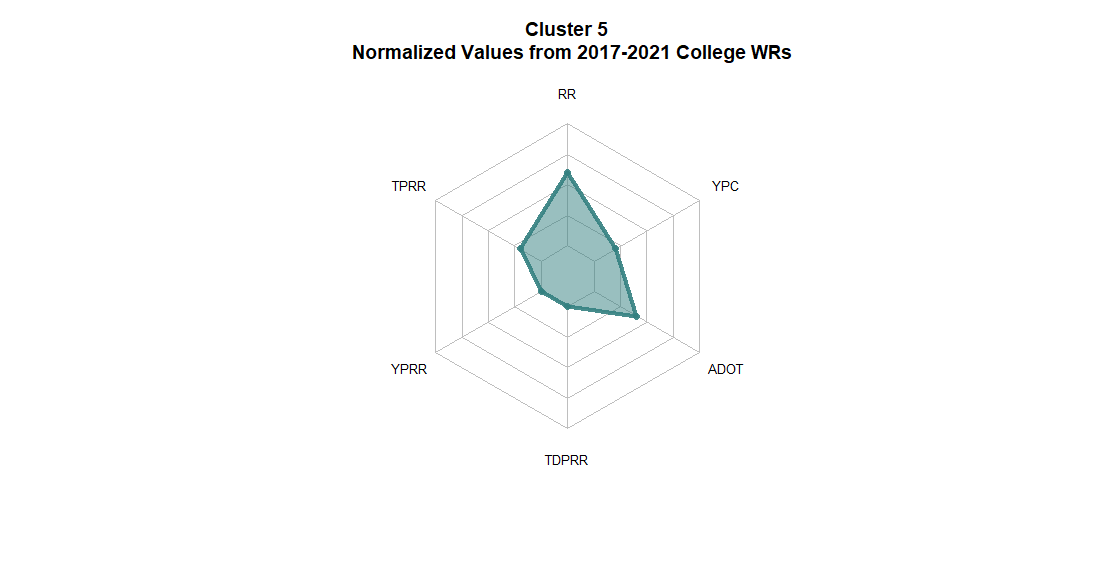 Cluster 5
Normalized Values from 2017-2021 College WRs
RR
TPRR
YPC
YPRR
ADOT
TDPRR